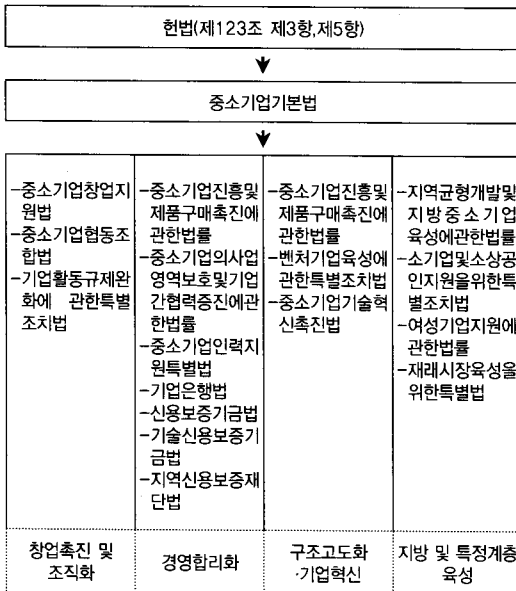 헌법(제123조 제3항,제5항)
중소기업기본법
-중소기업창업지
원법
-중소기업협동조
합법
-기업활동규제완
화에 관한특별
조치법
-중소기업진흥및
제품구매촉진에
관한법률
-중소기업의사업
영역보호및기업
간협력증진에관
한법률
-중소기업인력지
원특별법
-기업은행법
-신용보증기금법
-기술신용보증기
금법
-지역신용보증재
단법
-중소기업진흥및
제품구매촉진에
관한법률
-벤처기업육성에
관한특별조치법
-중소기업기술혁
신촉진법
-지역균형개발및
지방중소기업
육성에관한법률
-소기업및소상공
인지원을위한특
별조치법
-여성기업지원에
관한법률
-재래시장육성을
위한특별법
창업촉진 및
조직화
경영합리화
구조고도화
·기업혁신
지방 및 특정계층
육성